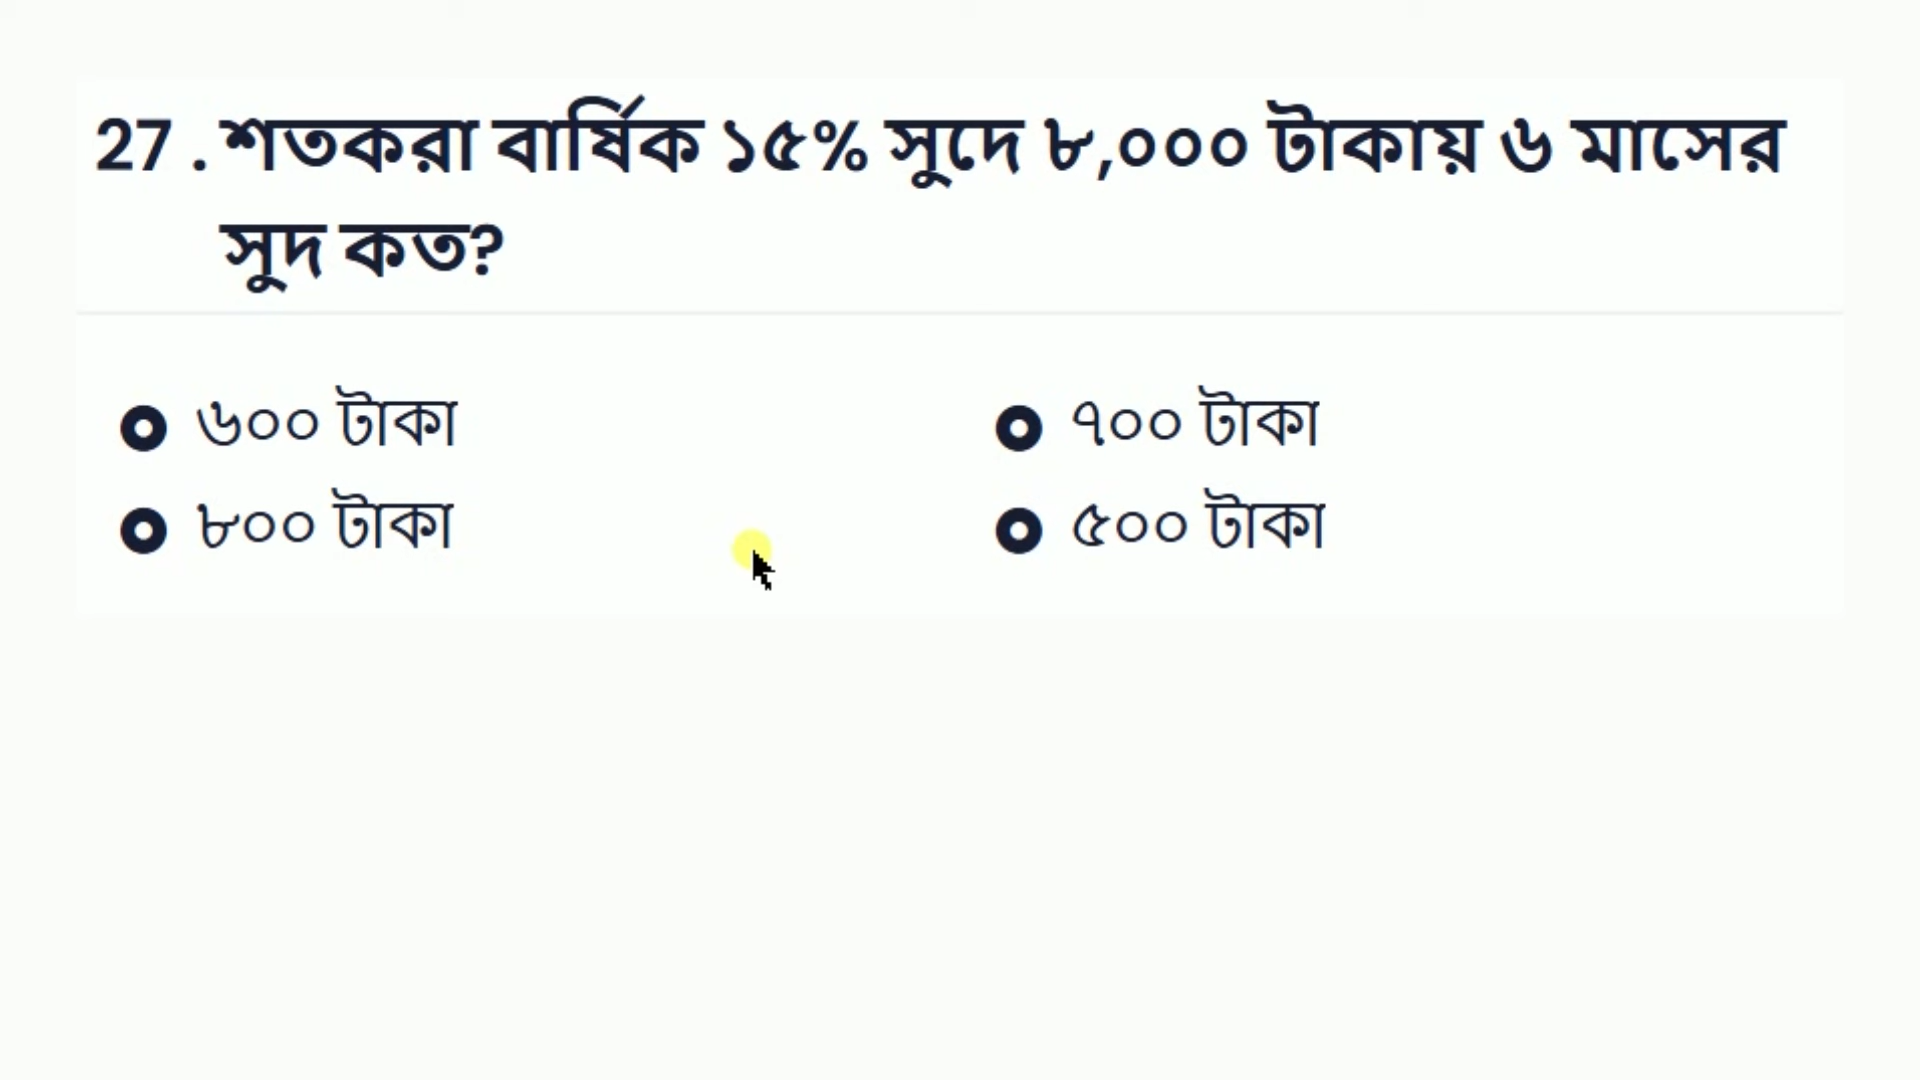 27 . শতকরা বার্ষিক ১৫% সুদে ৮,০০০ টাকায় ৬ মাসের
সুদ কত?
৬০০ টাকা
৭০০ টাকা
৮০০ টাকা
৫০০ টাকা